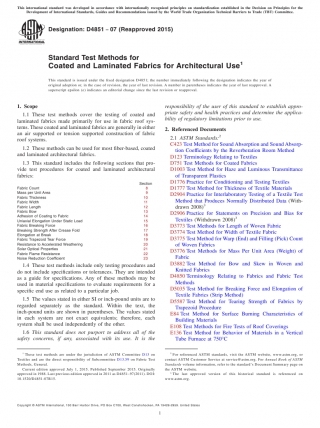 This international standard was developed in accordance with internationally recognized principles on standardization established in the Decision on Principles for the
Development of International Standards, Guides and Recommendations issued by the World Trade Organization Technical Barriers to Trade (TBT) Committee.
Designation: D4851 − 07 (Reapproved 2015)
INTERNATIONAL
Standard Test Methods for
Coated and Laminated Fabrics for Architectural Use¹
This standard is issued under the fixed designation D4851; the number immediately following the designation indicates the year of
original adoption or, in the case of revision, the year of last revision. A number in parentheses indicates the year of last reapproval. A
superscript epsilon (ε) indicates an editorial change since the last revision or reapproval.
1. Scope
1.1 These test methods cover the testing of coated and
laminated fabrics made primarily for use in fabric roof sys-
tems. These coated and laminated fabrics are generally in either
an air supported or tension supported construction of fabric
roof systems.
1.2 These methods can be used for most fiber-based, coated
and laminated architectural fabrics.
1.3 This standard includes the following sections that pro-
vide test procedures for coated and laminated architectural
fabrics:
Section
Fabric Count 8
Mass per Unit Area 9
Fabric Thickness 10
Fabric Width 11
Fabric Length 12
Fabric Bow 13
Adhesion of Coating to Fabric 14
Uniaxial Elongation Under Static Load 15
Fabric Breaking Force 16
Breaking Strength After Crease Fold 17
Elongation at Break 18
Fabric Trapezoid Tear Force 19
Resistance to Accelerated Weathering 20
Solar Optical Properties 21
Fabric Flame Resistance 22
Noise Reduction Coefficient 23
1.4 These test methods include only testing procedures and
do not include specifications or tolerances. They are intended
as a guide for specifications. Any of these methods may be
used in material specifications to evaluate requirements for a
specific end use as related to a particular job.
1.5 The values stated in either SI or inch-pound units are to
regarded separately as the standard. Within the text, the
inch-pound units are shown in parentheses. The values stated
in each system are not exact equivalents; therefore, each
system shall be used independently of the other.
1.6 This standard does not purport to address all of the
safety concerns, if any, associated with its use. It is the
responsibility of the user of this standard to establish appro-
priate safety and health practices and determine the applica-
bility of regulatory limitations prior to use.
2. Referenced Documents
2.1 ASTM Standards:²
C423 Test Method for Sound Absorption and Sound Absorp-
tion Coefficients by the Reverberation Room Method
D123 Terminology Relating to Textiles
D751 Test Methods for Coated Fabrics
D1003 Test Method for Haze and Luminous Transmittance
of Transparent Plastics
D1776 Practice for Conditioning and Testing Textiles
D1777 Test Method for Thickness of Textile Materials
D2904 Practice for Interlaboratory Testing of a Textile Test
Method that Produces Normally Distributed Data (With-
drawn 2008)³
D2906 Practice for Statements on Precision and Bias for
Textiles (Withdrawn 2008)³
D3773 Test Methods for Length of Woven Fabric
D3774 Test Method for Width of Textile Fabric
D3775 Test Method for Warp (End) and Filling (Pick) Count
of Woven Fabrics
D3776 Test Methods for Mass Per Unit Area (Weight) of
Fabric
D3882 Test Method for Bow and Skew in Woven and
Knitted Fabrics
D4850 Terminology Relating to Fabrics and Fabric Test
Methods
D5035 Test Method for Breaking Force and Elongation of
Textile Fabrics (Strip Method)
D5587 Test Method for Tearing Strength of Fabrics by
Trapezoid Procedure
E84 Test Method for Surface Burning Characteristics of
Building Materials
E108 Test Methods for Fire Tests of Roof Coverings
E136 Test Method for Behavior of Materials in a Vertical
Tube Furnace at 750°C
¹ These test methods are under the jurisdiction of ASTM Committee D13 on
Textiles and are the direct responsibility of Subcommittee D13.59 on Fabric Test
Methods, General.
Current edition approved July 1, 2015. Published September 2015. Originally
approved in 1988. Last previous edition approved in 2011 as D4851–07(2011). DOI:
10.1520/D4851-07R15.
² For referenced ASTM standards, visit the ASTM website, www.astm.org, or
contact ASTM Customer Service at service@astm.org. For Annual Book of ASTM
Standards volume information, refer to the standard's Document Summary page on
the ASTM website.
³ The last approved version of this historical standard is referenced on
www.astm.org.
Copyright © ASTM International, 100 Barr Harbor Drive, PO Box C700, West Conshohocken, PA 19428-2959. United States
1